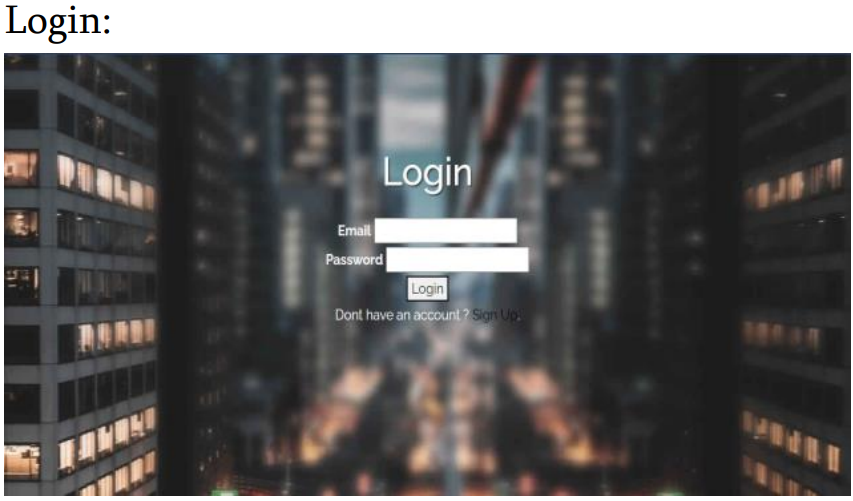 Login:
Login
Email
Password
Login
Dont have an account ? Sign Up.